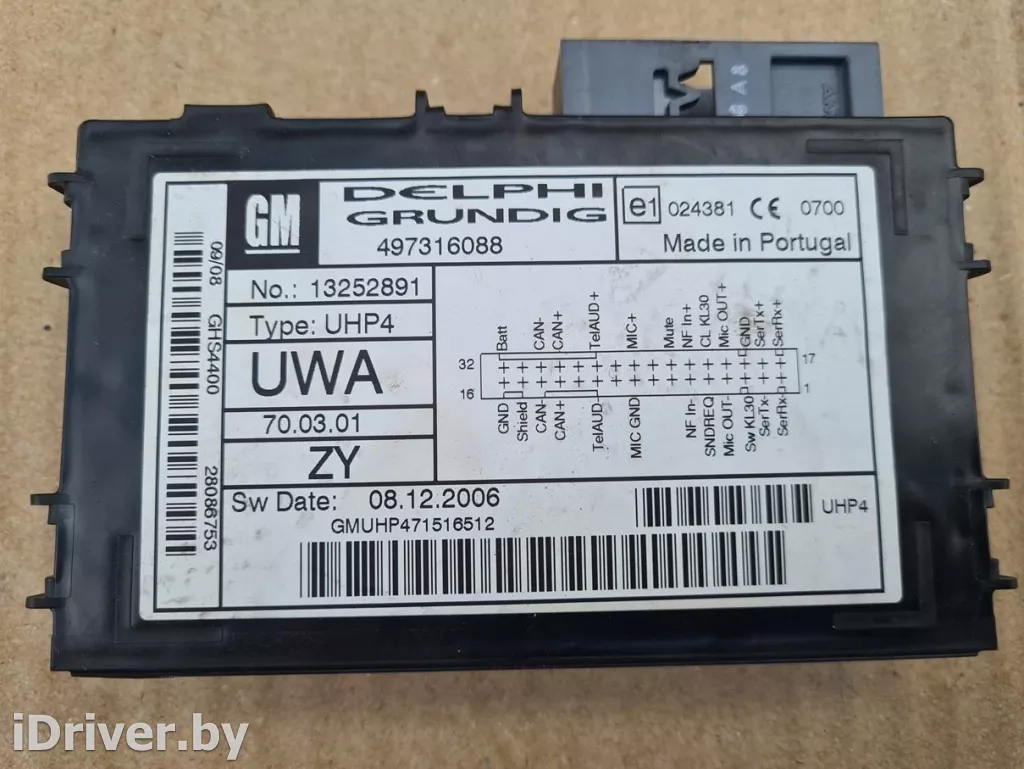 8 A 8
GM
DELPHI
GRUNDIG
497316088
e1 024381 CE 0700
Made in Portugal
09/08 GHS4400 28086753
No.: 13252891
Type: UHP4
UWA
70.03.01
ZY
Batt CAN- CAN+ TelAUD+ MIC+ Mute NF In+ CL KL30 Mic OUT+ GND SerTx+ SerRx+
32 17
16 1
GND Shield CAN- CAN+ TelAUD- MIC GND NF In- SNDREQ Mic OUT- Sw KL30 SerTx- SerRx-
Sw Date: 08.12.2006
GMUHP471516512
UHP4
iDriver.by